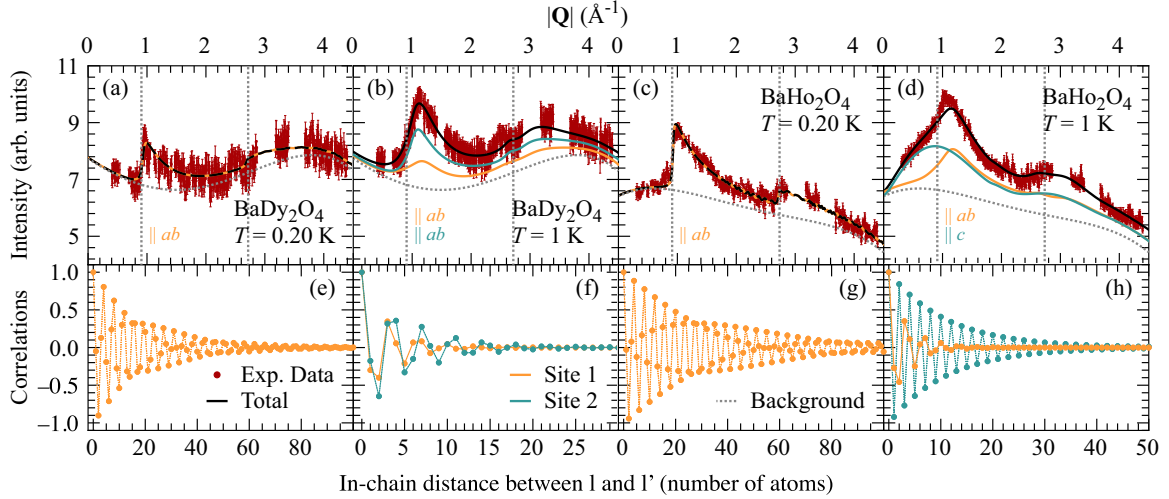 |Q| (Å⁻¹)
0 1 2 3 4 0 1 2 3 4 0 1 2 3 4 0 1 2 3 4
Intensity (arb. units)
11
9
7
5
(a)
BaDy₂O₄
T = 0.20 K
|| ab
(b)
BaDy₂O₄
T = 1 K
|| ab
|| ab
(c)
BaHo₂O₄
T = 0.20 K
|| ab
(d)
BaHo₂O₄
T = 1 K
|| ab
|| c
Correlations
1.0
0.5
0.0
−0.5
−1.0
(e)
Exp. Data
Total
(f)
Site 1
Site 2
(g)
Background
(h)
0 20 40 60 80 0 5 10 15 20 25 0 20 40 60 80 0 10 20 30 40 50
In-chain distance between l and l’ (number of atoms)